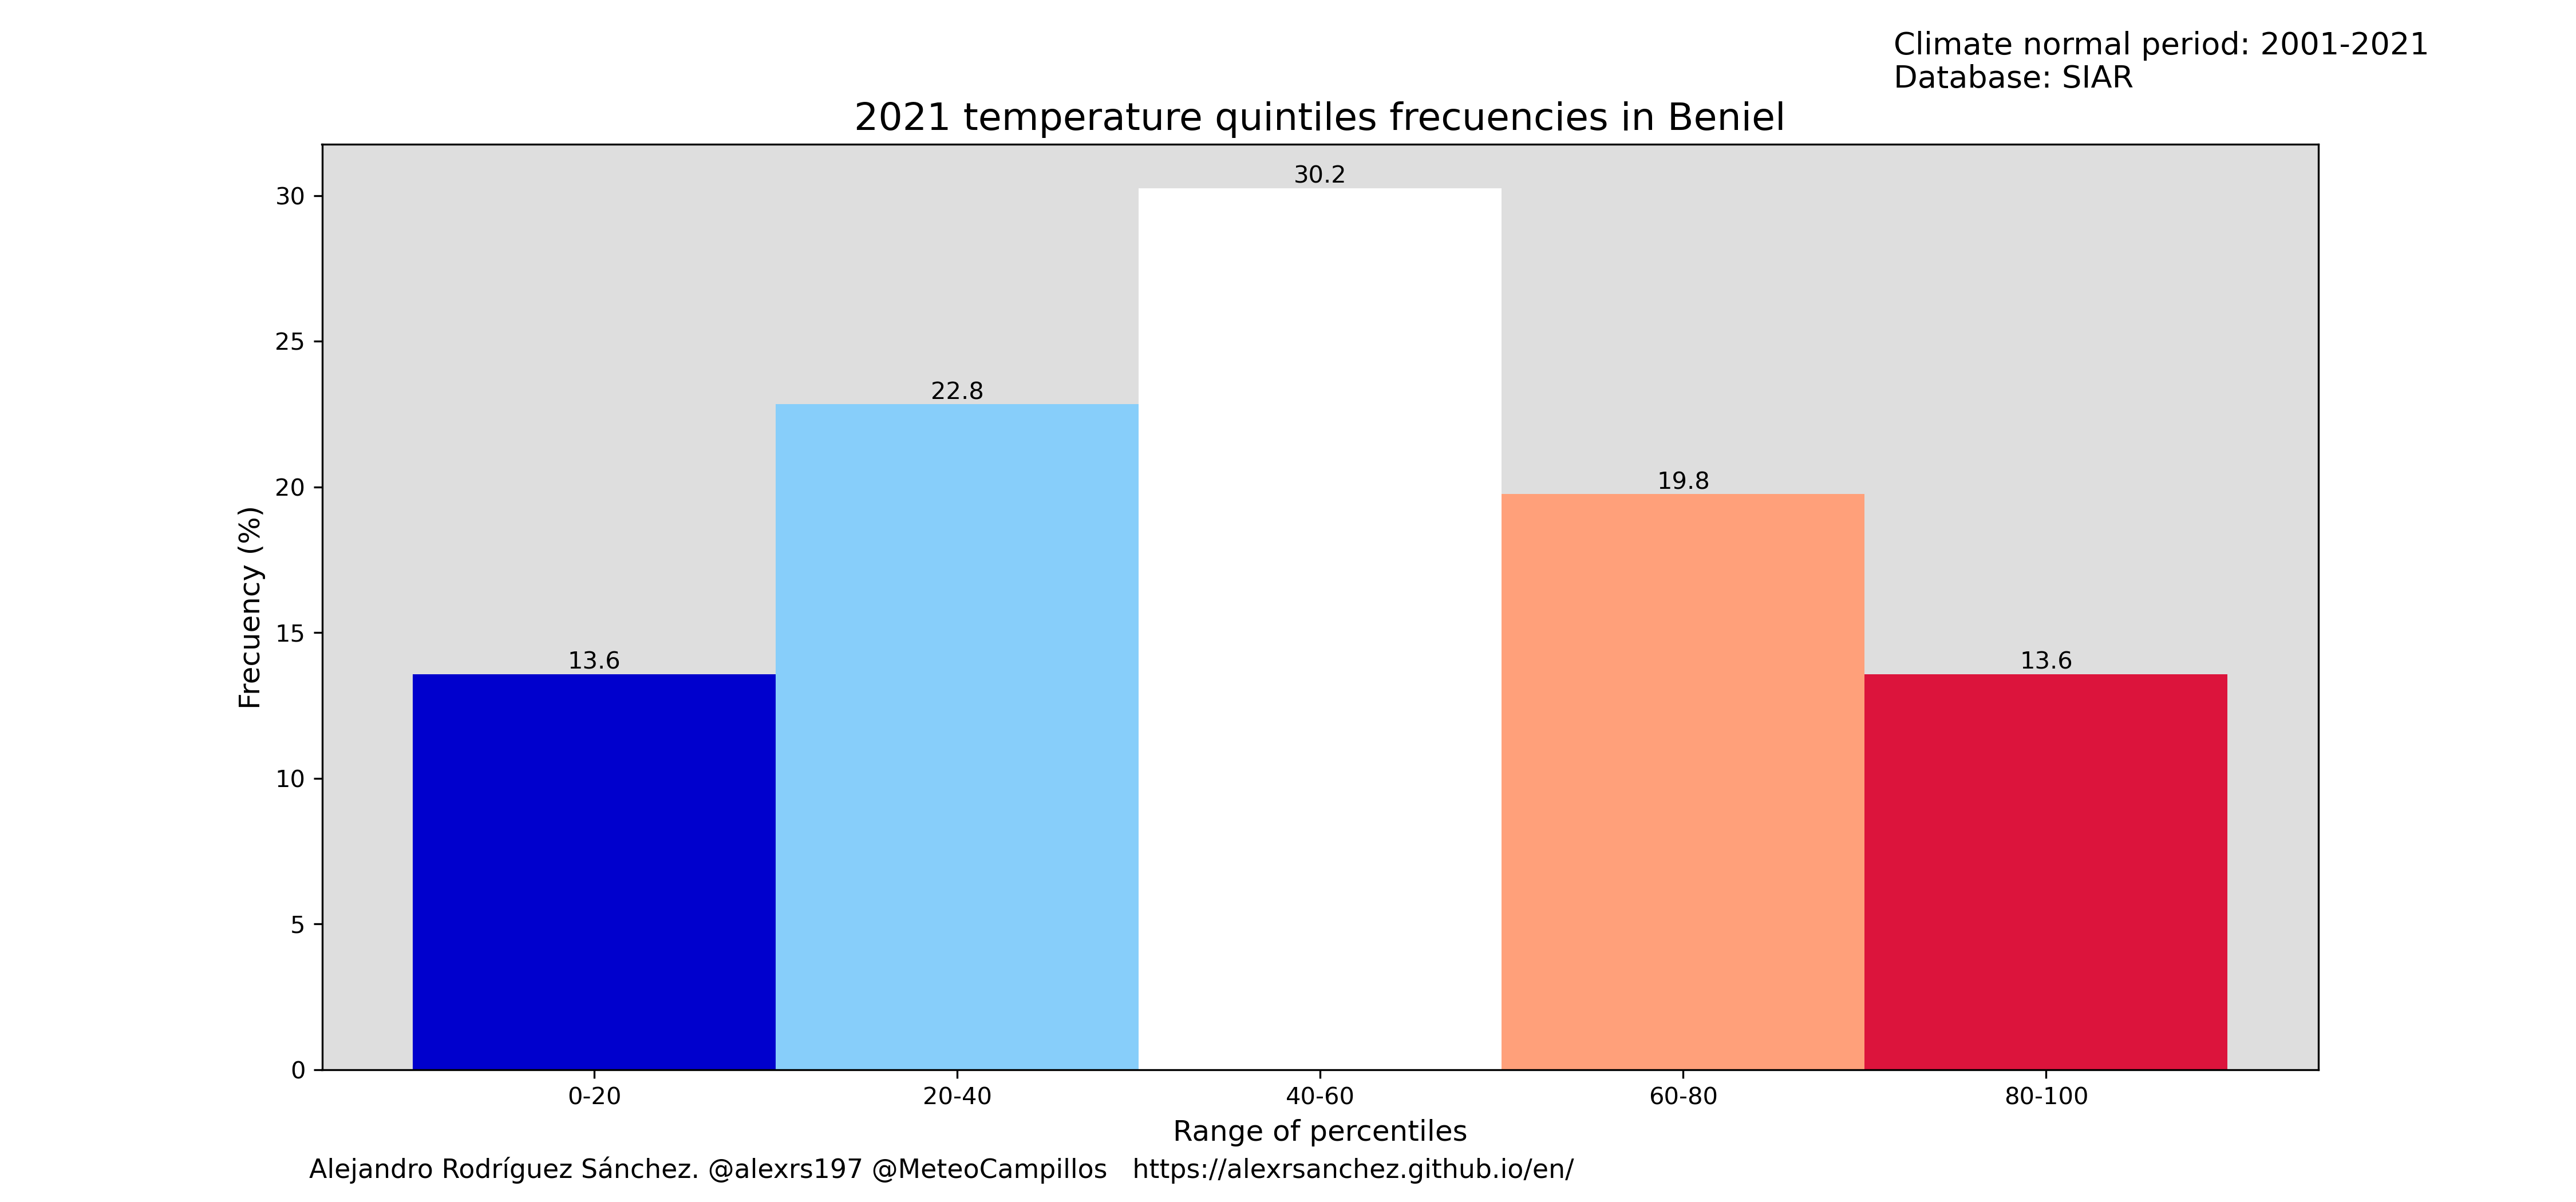 Climate normal period: 2001-2021
Database: SIAR
2021 temperature quintiles frecuencies in Beniel
Frecuency (%)
30
25
20
15
10
5
0
13.6
22.8
30.2
19.8
13.6
0-20
20-40
40-60
60-80
80-100
Range of percentiles
Alejandro Rodríguez Sánchez. @alexrs197 @MeteoCampillos https://alexrsanchez.github.io/en/